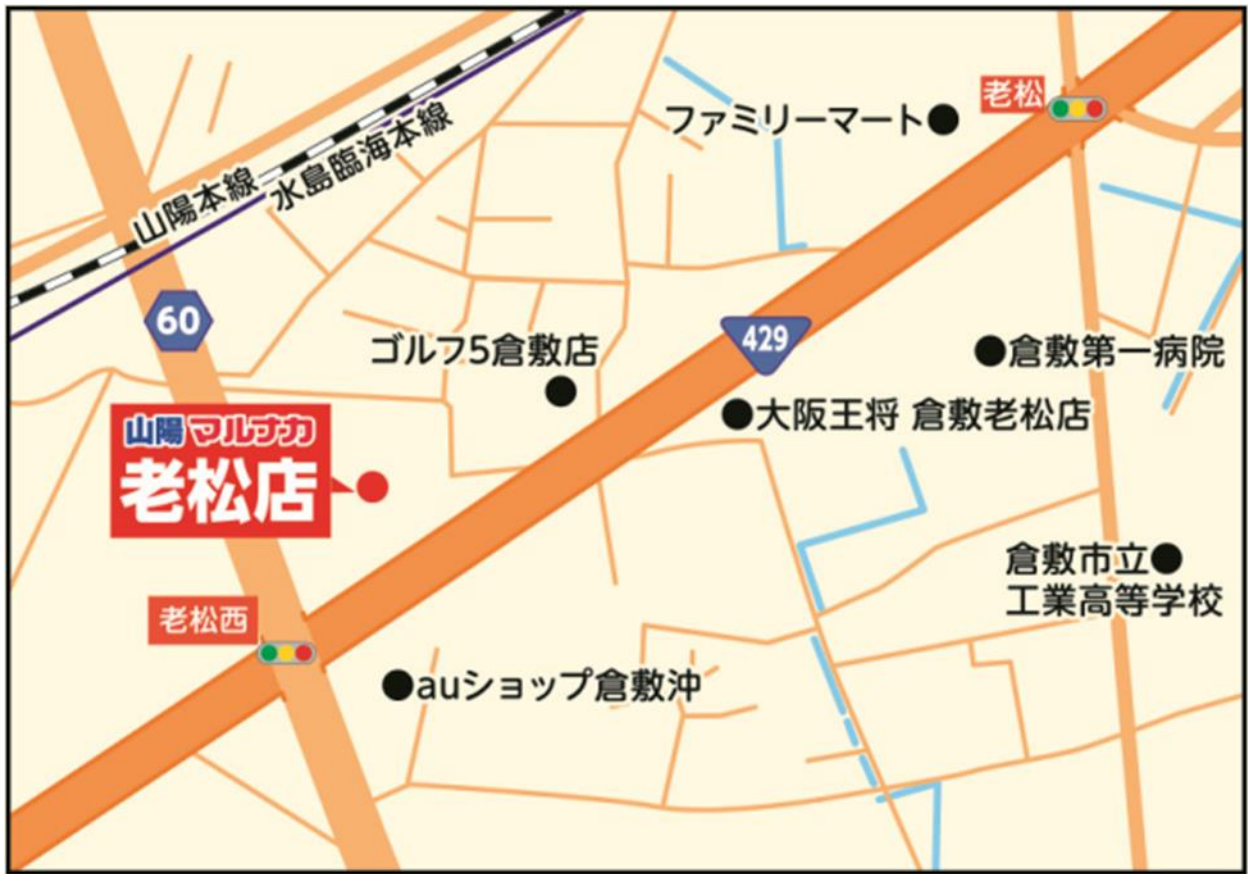 老松
ファミリーマート
山陽本線
水島臨海本線
60
429
ゴルフ5倉敷店
倉敷第一病院
大阪王将 倉敷老松店
山陽 マルナカ
老松店
倉敷市立
工業高等学校
老松西
auショップ倉敷沖